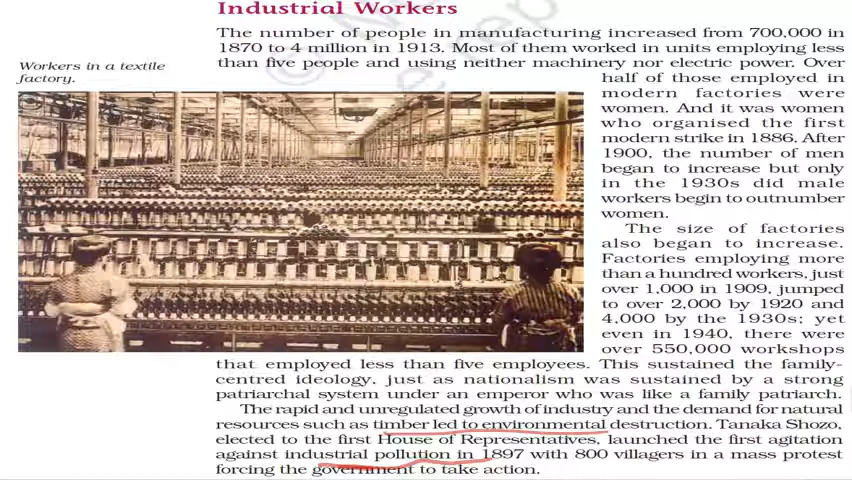 Industrial Workers
The number of people in manufacturing increased from 700,000 in
1870 to 4 million in 1913. Most of them worked in units employing less
than five people and using neither machinery nor electric power. Over
Workers in a textile
factory.
half of those employed in
modern factories were
women. And it was women
who organised the first
modern strike in 1886. After
1900, the number of men
began to increase but only
in the 1930s did male
workers begin to outnumber
women.
The size of factories
also began to increase.
Factories employing more
than a hundred workers, just
over 1,000 in 1909, jumped
to over 2,000 by 1920 and
4,000 by the 1930s; yet
even in 1940, there were
over 550,000 workshops
that employed less than five employees. This sustained the family-
centred ideology, just as nationalism was sustained by a strong
patriarchal system under an emperor who was like a family patriarch.
The rapid and unregulated growth of industry and the demand for natural
resources such as timber led to environmental destruction. Tanaka Shozo,
elected to the first House of Representatives, launched the first agitation
against industrial pollution in 1897 with 800 villagers in a mass protest
forcing the government to take action.